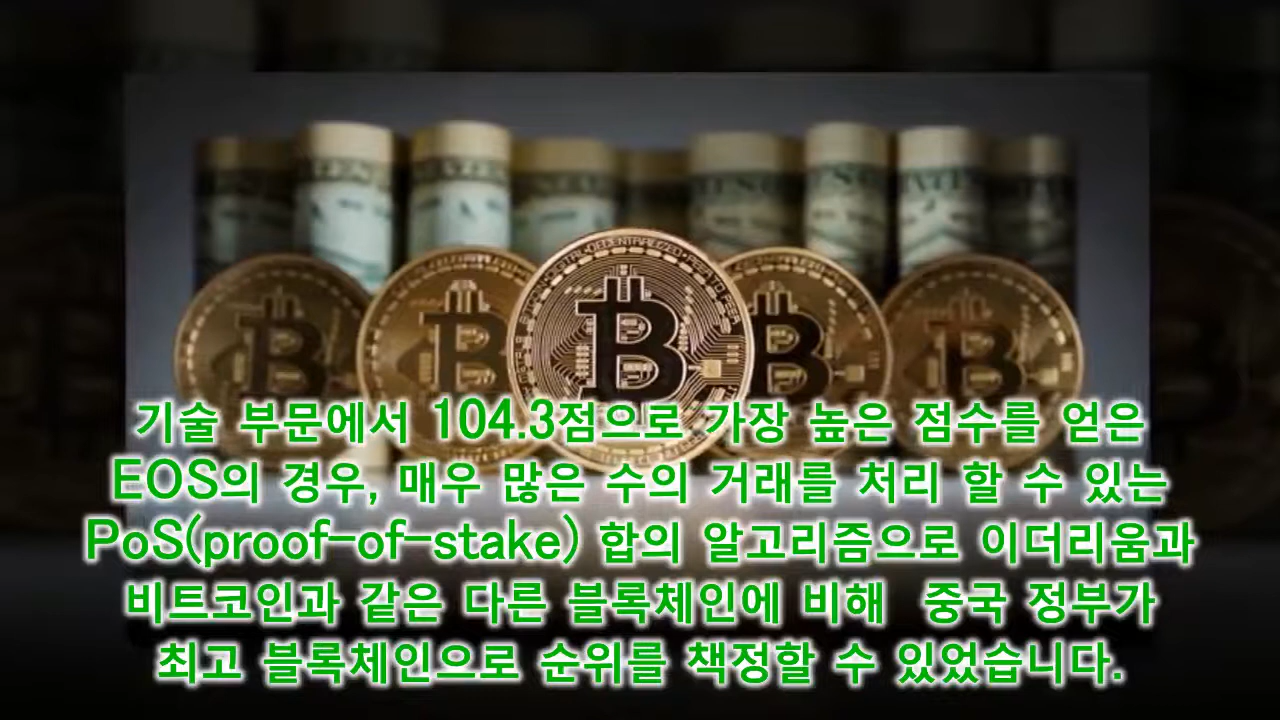 기술 부문에서 104.3점으로 가장 높은 점수를 얻은
EOS의 경우, 매우 많은 수의 거래를 처리 할 수 있는
PoS(proof-of-stake) 합의 알고리즘으로 이더리움과
비트코인과 같은 다른 블록체인에 비해 중국 정부가
최고 블록체인으로 순위를 책정할 수 있었습니다.